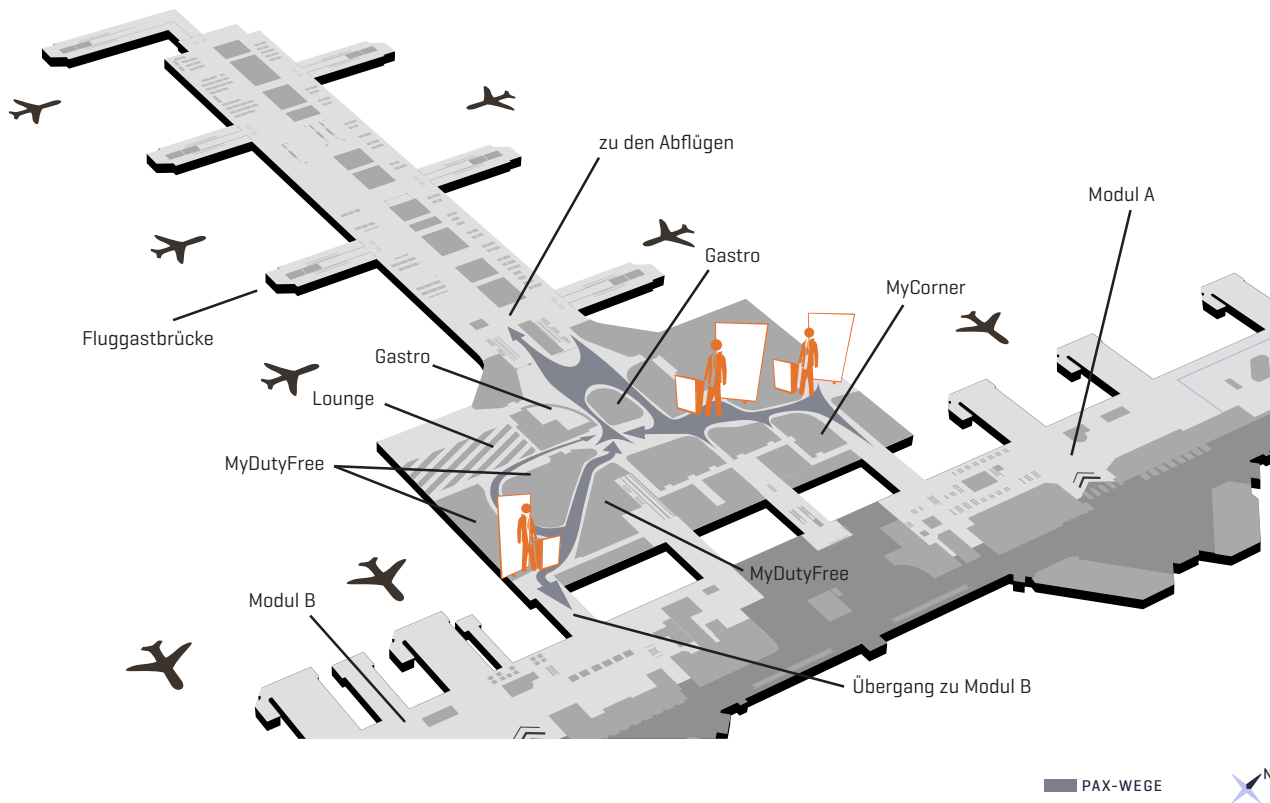 zu den Abflügen
Modul A
Gastro
MyCorner
Fluggastbrücke
Gastro
Lounge
MyDutyFree
MyDutyFree
Modul B
Übergang zu Modul B
PAX-WEGE
N